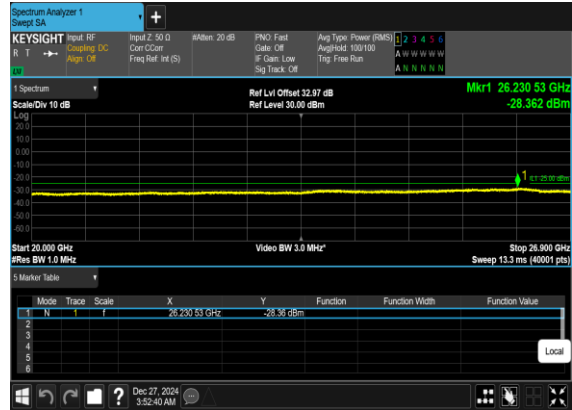 Spectrum Analyzer 1
Swept SA
+
KEYSIGHT Input: RF Input Z: 50 Ω #Atten: 20 dB PNO: Fast Avg Type: Power (RMS) 1 2 3 4 5 6
R T Coupling: DC Corr CCorr Gate: Off Avg|Hold: 100/100 A W W W W W
Align: Off Freq Ref: Int (S) IF Gain: Low Trig: Free Run
Sig Track: Off A N N N N N
1 Spectrum Ref Lvl Offset 32.97 dB Mkr1 26.230 53 GHz
Scale/Div 10 dB Ref Level 30.00 dBm -28.362 dBm
Log
20.0
10.0
0.00
-10.0
-20.0
1
-30.0
-40.0
-50.0
-60.0
Start 20.000 GHz Video BW 3.0 MHz* Stop 26.900 GHz
#Res BW 1.0 MHz Sweep 13.3 ms (40001 pts)
5 Marker Table
Mode Trace Scale X Y Function Function Width Function Value
1 N 1 f 26.230 53 GHz -28.36 dBm
2
3
4
5
6
Local
? Dec 27, 2024
3:52:40 AM